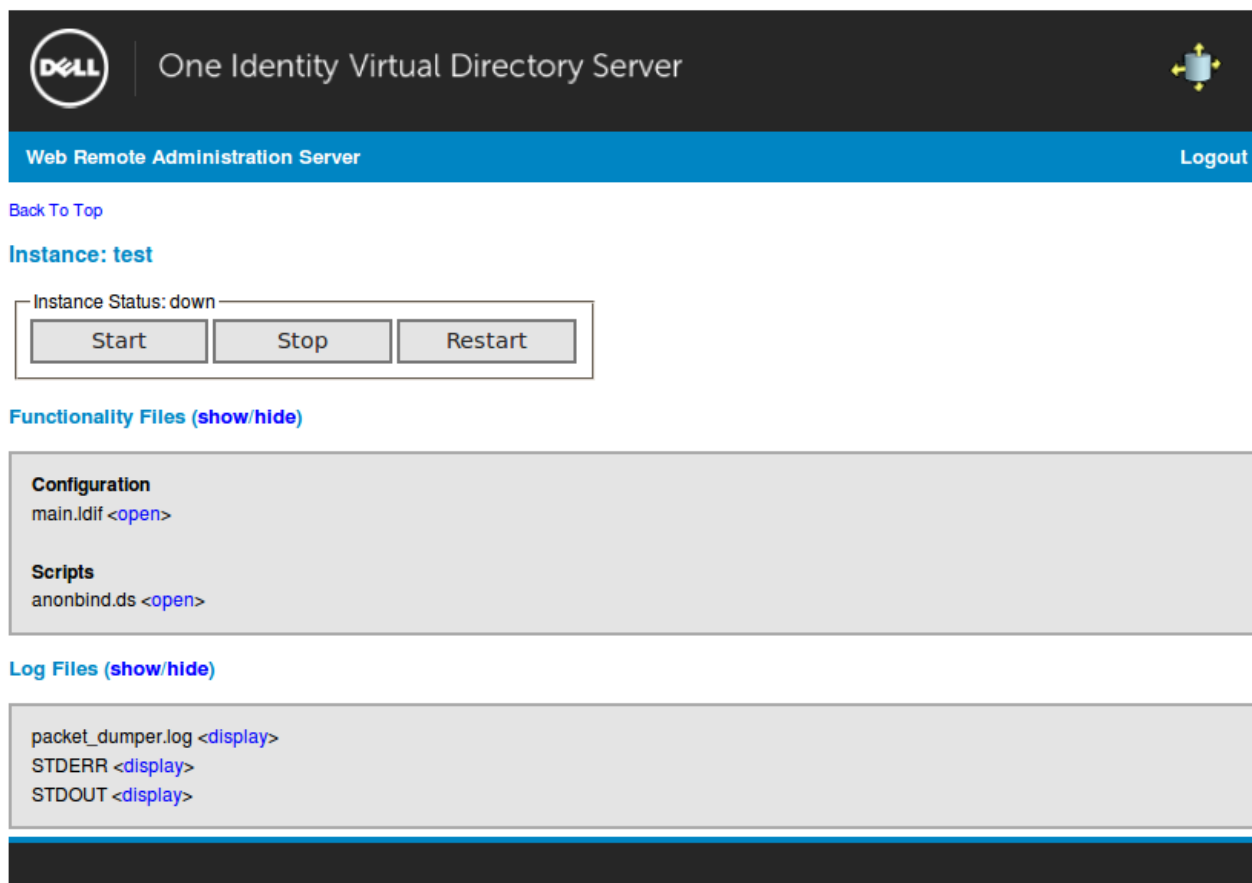 DELL One Identity Virtual Directory Server
Web Remote Administration Server Logout
Back To Top
Instance: test
Instance Status: down
Start Stop Restart
Functionality Files (show/hide)
Configuration
main.ldif <open>
Scripts
anonbind.ds <open>
Log Files (show/hide)
packet_dumper.log <display>
STDERR <display>
STDOUT <display>